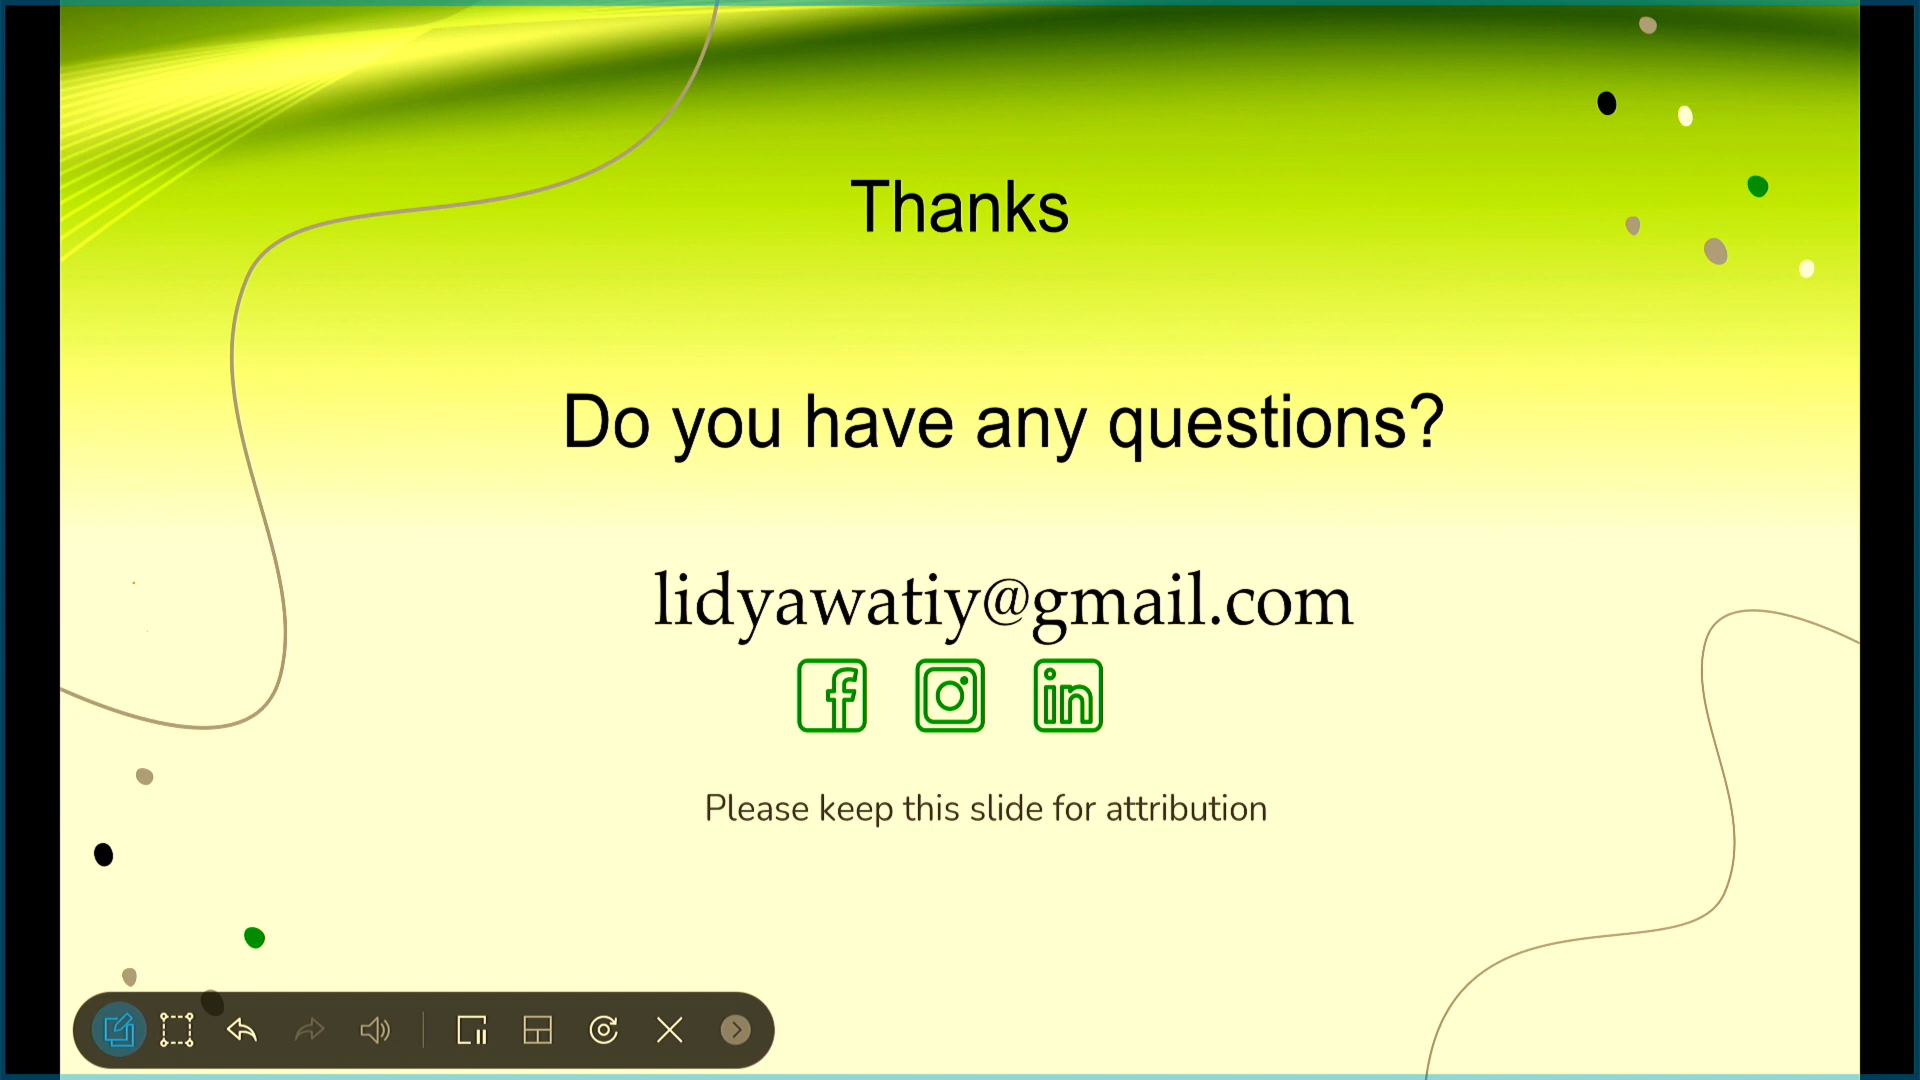 Thanks
Do you have any questions?
lidyawatiy@gmail.com
Please keep this slide for attribution